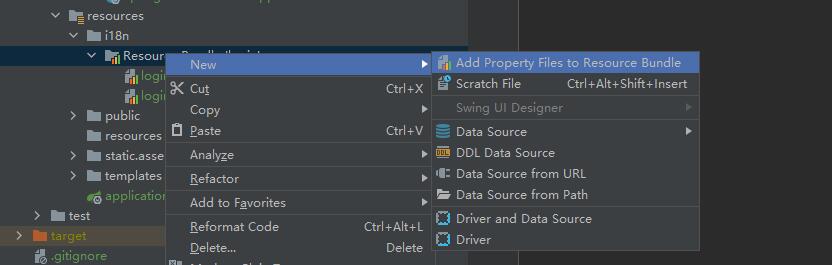 resources
i18n
New
Add Property Files to Resource Bundle
login
Scratch File Ctrl+Alt+Shift+Insert
Cut Ctrl+X
login
Swing UI Designer
Copy
public
Paste Ctrl+V
Data Source
resources
DDL Data Source
static.asse
Analyze
Data Source from URL
templates
Refactor
Data Source from Path
application
Add to Favorites
Driver and Data Source
test
Reformat Code Ctrl+Alt+L
Driver
target
Delete... Delete
.gitignore